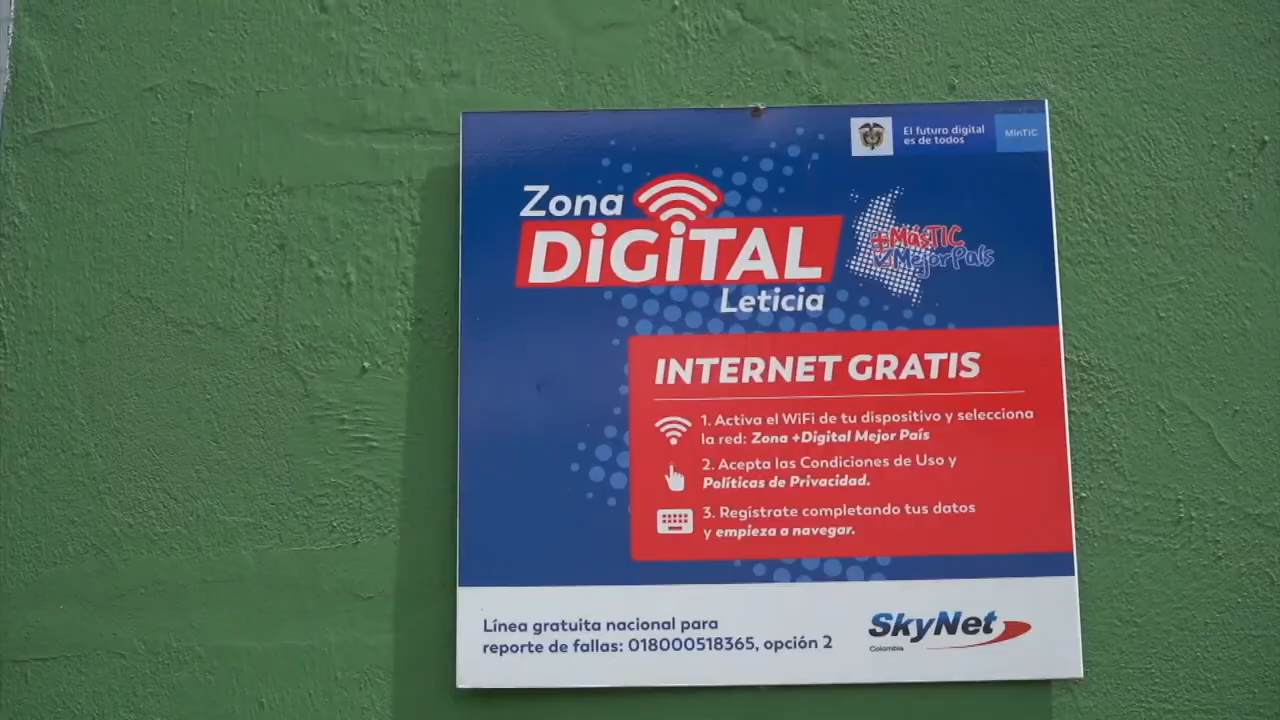 El futuro digital
es de todos
MinTIC
Zona
DiGiTAL
Leticia
#MásTIC
MejorPaís
INTERNET GRATIS
1. Activa el WiFi de tu dispositivo y selecciona
la red: Zona +Digital Mejor País
2. Acepta las Condiciones de Uso y
Políticas de Privacidad.
3. Regístrate completando tus datos
y empieza a navegar.
Línea gratuita nacional para
reporte de fallas: 018000518365, opción 2
SkyNet
Colombia